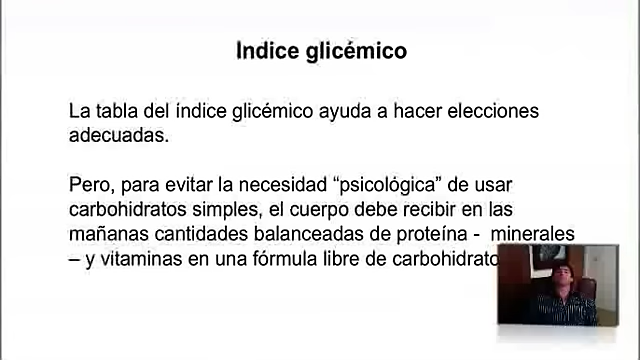 Indice glicémico
La tabla del índice glicémico ayuda a hacer elecciones
adecuadas.
Pero, para evitar la necesidad “psicológica” de usar
carbohidratos simples, el cuerpo debe recibir en las
mañanas cantidades balanceadas de proteína - minerales
– y vitaminas en una fórmula libre de